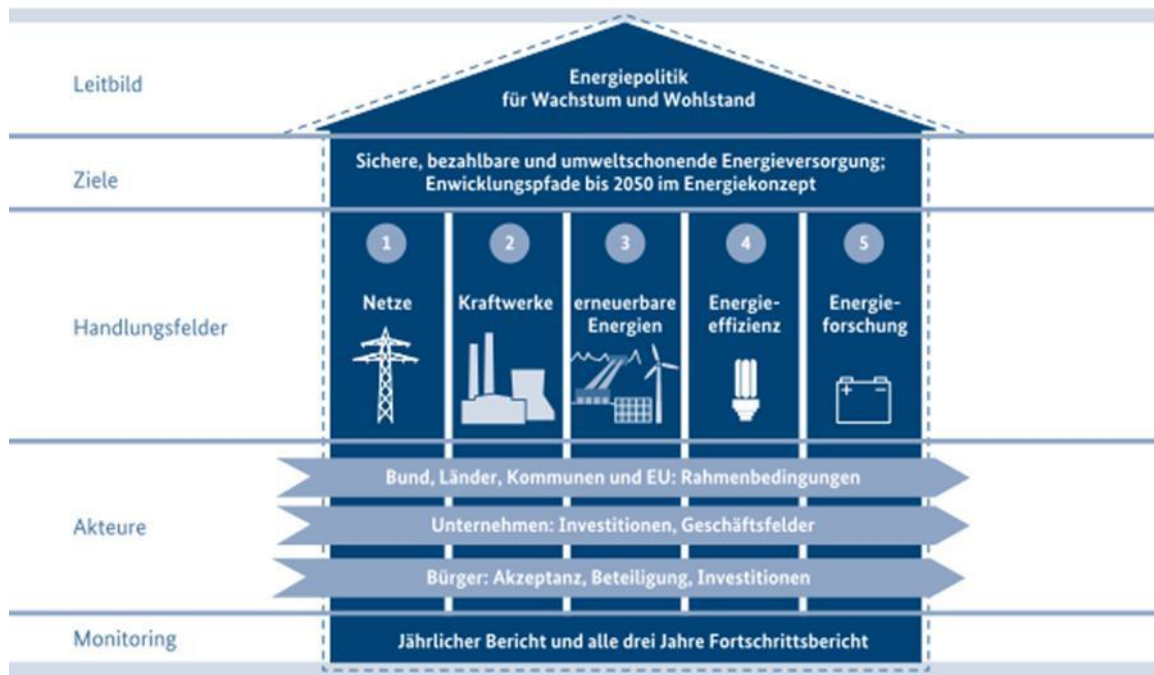 Leitbild
Energiepolitik
für Wachstum und Wohlstand
Ziele
Sichere, bezahlbare und umweltschonende Energieversorgung;
Enwicklungspfade bis 2050 im Energiekonzept
Handlungsfelder
1
Netze
2
Kraftwerke
3
erneuerbare
Energien
4
Energie-
effizienz
5
Energie-
forschung
+ −
Akteure
Bund, Länder, Kommunen und EU: Rahmenbedingungen
Unternehmen: Investitionen, Geschäftsfelder
Bürger: Akzeptanz, Beteiligung, Investitionen
Monitoring
Jährlicher Bericht und alle drei Jahre Fortschrittsbericht